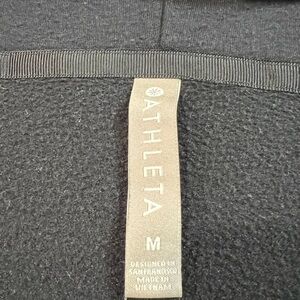 ATHLETA
M
DESIGNED IN
SAN FRANCISCO
MADE IN
VIETNAM